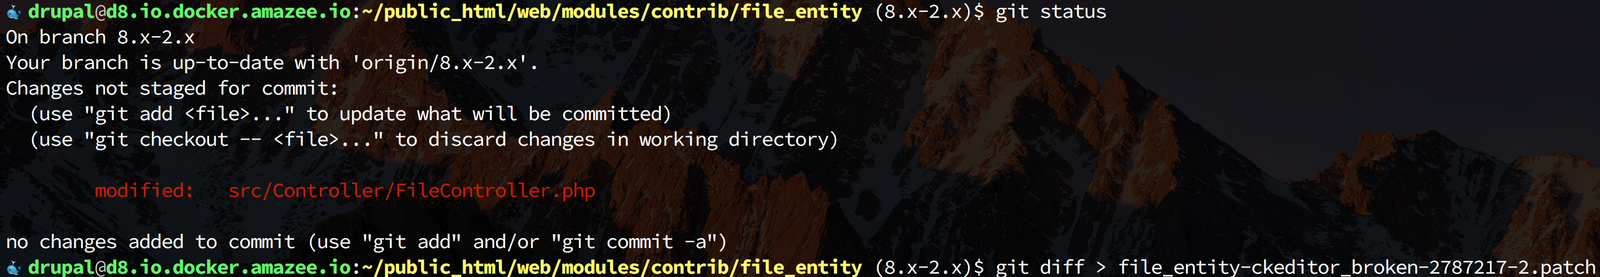 drupal@d8.io.docker.amazee.io:~/public_html/web/modules/contrib/file_entity (8.x-2.x)$ git status
On branch 8.x-2.x
Your branch is up-to-date with 'origin/8.x-2.x'.
Changes not staged for commit:
  (use "git add <file>..." to update what will be committed)
  (use "git checkout -- <file>..." to discard changes in working directory)
        modified:   src/Controller/FileController.php
no changes added to commit (use "git add" and/or "git commit -a")
drupal@d8.io.docker.amazee.io:~/public_html/web/modules/contrib/file_entity (8.x-2.x)$ git diff > file_entity-ckeditor_broken-2787217-2.patch